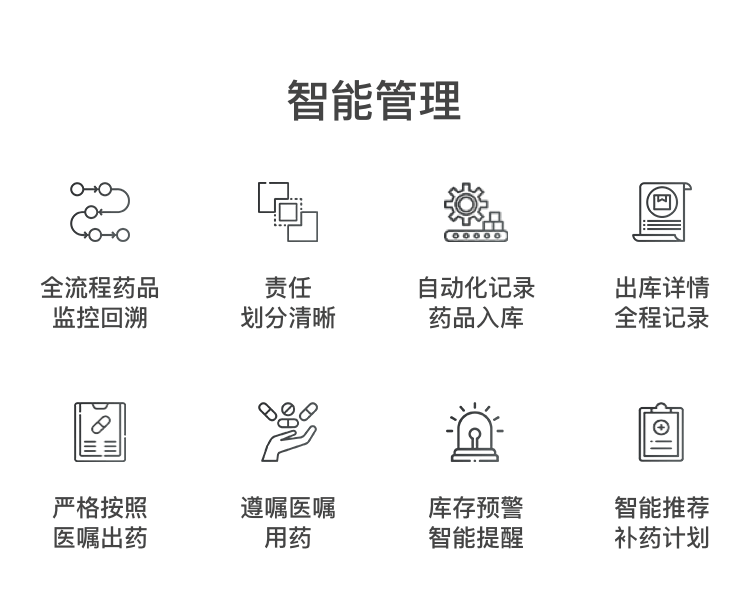 智能管理
全流程药品
监控回溯
责任
划分清晰
自动化记录
药品入库
出库详情
全程记录
严格按照
医嘱出药
遵嘱医嘱
用药
库存预警
智能提醒
智能推荐
补药计划